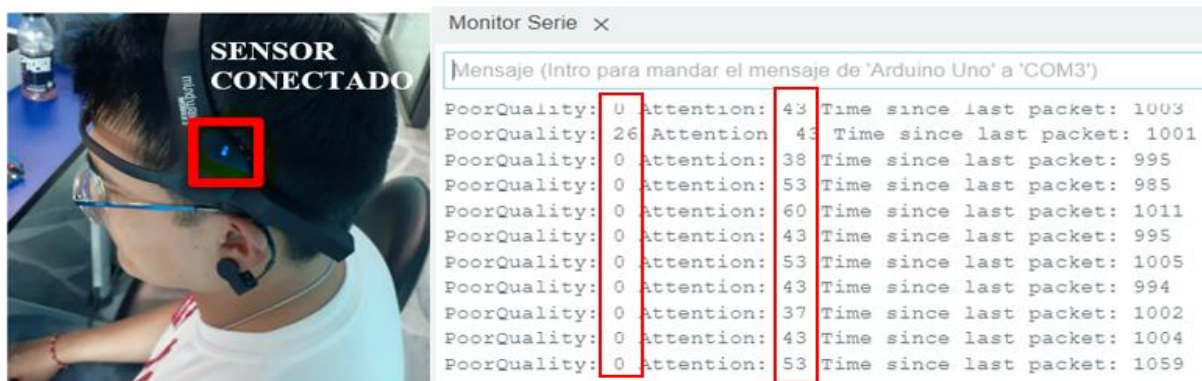 SENSOR
CONECTADO
mindwave
Monitor Serie ×
Mensaje (Intro para mandar el mensaje de 'Arduino Uno' a 'COM3')
PoorQuality: 0 Attention: 43 Time since last packet: 1003
PoorQuality: 26 Attention: 43 Time since last packet: 1001
PoorQuality: 0 Attention: 38 Time since last packet: 995
PoorQuality: 0 Attention: 53 Time since last packet: 985
PoorQuality: 0 Attention: 60 Time since last packet: 1011
PoorQuality: 0 Attention: 43 Time since last packet: 995
PoorQuality: 0 Attention: 53 Time since last packet: 1005
PoorQuality: 0 Attention: 43 Time since last packet: 994
PoorQuality: 0 Attention: 37 Time since last packet: 1002
PoorQuality: 0 Attention: 43 Time since last packet: 1004
PoorQuality: 0 Attention: 53 Time since last packet: 1059